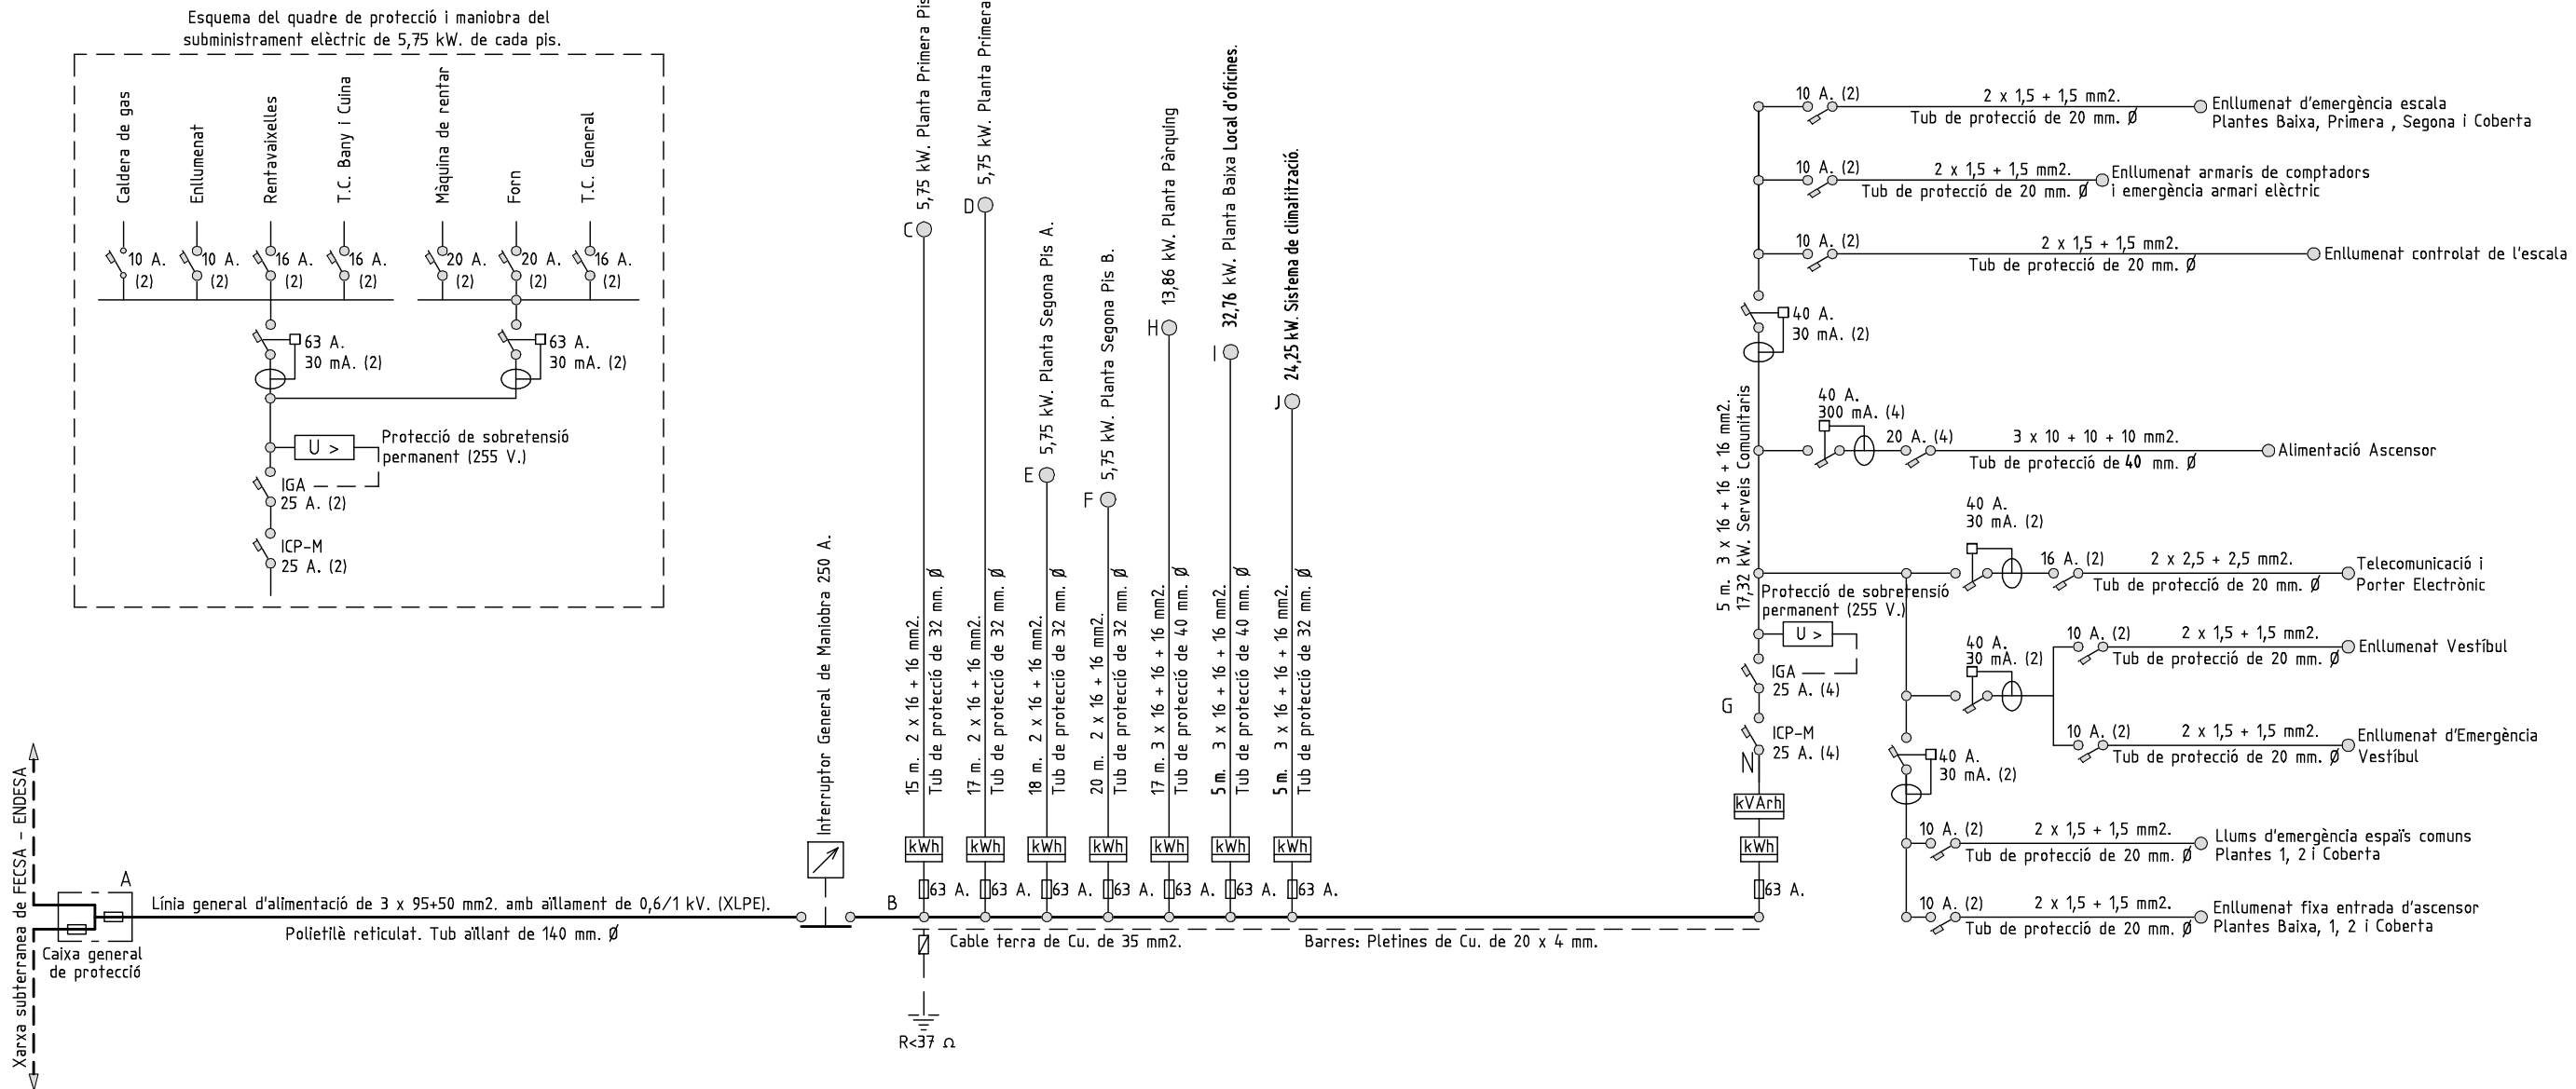 Esquema del quadre de protecció i maniobra del
subministrament elèctric de 5,75 kW. de cada pis.
Caldera de gas
Enllumenat
Rentavaixelles
T.C. Bany i Cuina
Màquina de rentar
Forn
T.C. General
10 A.
(2)
10 A.
(2)
16 A.
(2)
16 A.
(2)
20 A.
(2)
20 A.
(2)
16 A.
(2)
63 A.
30 mA. (2)
63 A.
30 mA. (2)
U >
Protecció de sobretensió
permanent (255 V.)
IGA
25 A. (2)
ICP-M
25 A. (2)
Xarxa subterranea de FECSA - ENDESA
A
Caixa general
de protecció
Línia general d'alimentació de 3 x 95+50 mm2. amb aïllament de 0,6/1 kV. (XLPE).
Polietilè reticulat. Tub aïllant de 140 mm. Ø
Interruptor General de Maniobra 250 A.
B
C
5,75 kW. Planta Primera Pis
15 m. 2 x 16 + 16 mm2.
Tub de protecció de 32 mm. Ø
kWh
63 A.
D
5,75 kW. Planta Primera
17 m. 2 x 16 + 16 mm2.
Tub de protecció de 32 mm. Ø
kWh
63 A.
E
5,75 kW. Planta Segona Pis A.
18 m. 2 x 16 + 16 mm2.
Tub de protecció de 32 mm. Ø
kWh
63 A.
F
5,75 kW. Planta Segona Pis B.
20 m. 2 x 16 + 16 mm2.
Tub de protecció de 32 mm. Ø
kWh
63 A.
H
13,86 kW. Planta Pàrquing
17 m. 3 x 16 + 16 + 16 mm2.
Tub de protecció de 40 mm. Ø
kWh
63 A.
I
32,76 kW. Planta Baixa Local d'oficines.
5 m. 3 x 16 + 16 + 16 mm2.
Tub de protecció de 40 mm. Ø
kWh
63 A.
J
24,25 kW. Sistema de climatització.
5 m. 3 x 16 + 16 + 16 mm2.
Tub de protecció de 32 mm. Ø
kWh
63 A.
Cable terra de Cu. de 35 mm2.
Barres: Pletines de Cu. de 20 x 4 mm.
R<37 Ω
10 A. (2)
2 x 1,5 + 1,5 mm2.
Tub de protecció de 20 mm. Ø
Enllumenat d'emergència escala
Plantes Baixa, Primera , Segona i Coberta
10 A. (2)
2 x 1,5 + 1,5 mm2.
Tub de protecció de 20 mm. Ø
Enllumenat armaris de comptadors
i emergència armari elèctric
10 A. (2)
2 x 1,5 + 1,5 mm2.
Tub de protecció de 20 mm. Ø
Enllumenat controlat de l'escala
40 A.
30 mA. (2)
5 m. 3 x 16 + 16 + 16 mm2.
17,32 kW. Serveis Comunitaris
40 A.
300 mA. (4)
20 A. (4)
3 x 10 + 10 + 10 mm2.
Tub de protecció de 40 mm. Ø
Alimentació Ascensor
40 A.
30 mA. (2)
16 A. (2)
2 x 2,5 + 2,5 mm2.
Tub de protecció de 20 mm. Ø
Telecomunicació i
Porter Electrònic
Protecció de sobretensió
permanent (255 V.)
U >
IGA
25 A. (4)
G
ICP-M
25 A. (4)
N
kVArh
kWh
63 A.
40 A.
30 mA. (2)
10 A. (2)
2 x 1,5 + 1,5 mm2.
Tub de protecció de 20 mm. Ø
Enllumenat Vestíbul
10 A. (2)
2 x 1,5 + 1,5 mm2.
Tub de protecció de 20 mm. Ø
Enllumenat d'Emergència
Vestíbul
40 A.
30 mA. (2)
10 A. (2)
2 x 1,5 + 1,5 mm2.
Tub de protecció de 20 mm. Ø
Llums d'emergència espaïs comuns
Plantes 1, 2 i Coberta
10 A. (2)
2 x 1,5 + 1,5 mm2.
Tub de protecció de 20 mm. Ø
Enllumenat fixa entrada d'ascensor
Plantes Baixa, 1, 2 i Coberta